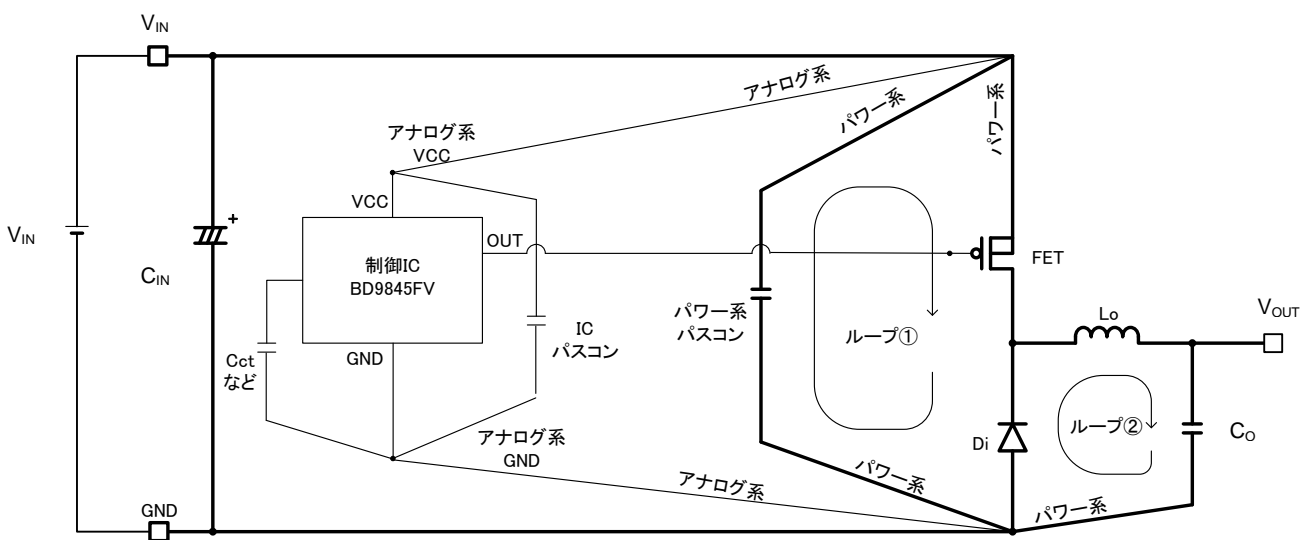 VIN
アナログ系
パワー系
パワー系
アナログ系
VCC
VCC
OUT
VIN
CIN
+
制御IC
BD9845FV
FET
パワー系
パスコン
ループ①
Lo
VOUT
IC
パスコン
GND
Cctなど
アナログ系
GND
Di
ループ②
CO
アナログ系
パワー系
パワー系
GND